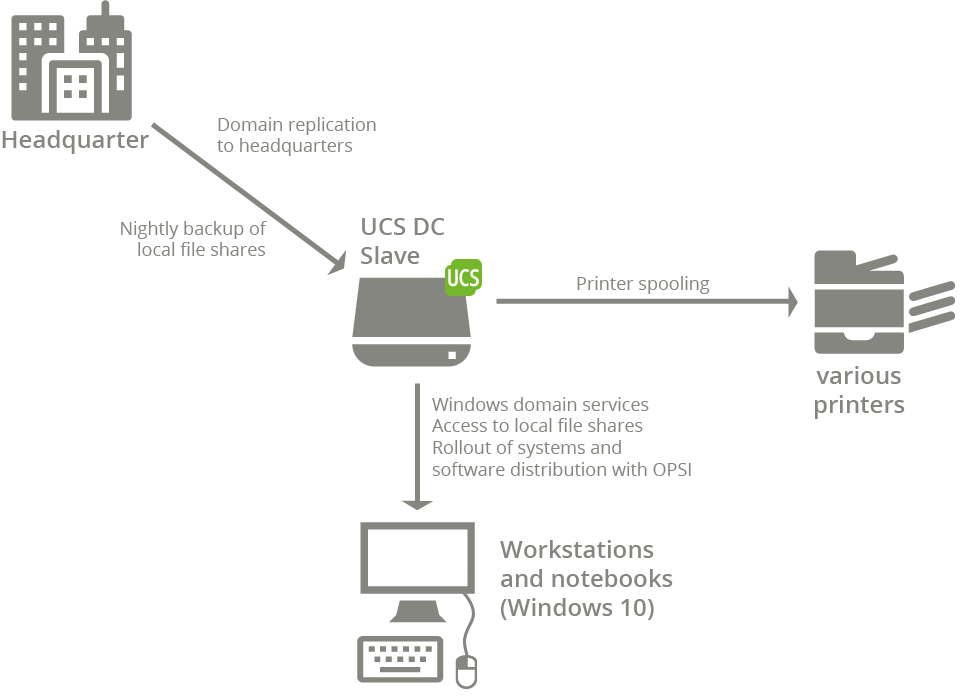 Headquarter
Domain replication
to headquarters
Nightly backup of
local file shares
UCS DC
Slave
UCS
Printer spooling
various
printers
Windows domain services
Access to local file shares
Rollout of systems and
software distribution with OPSI
Workstations
and notebooks
(Windows 10)